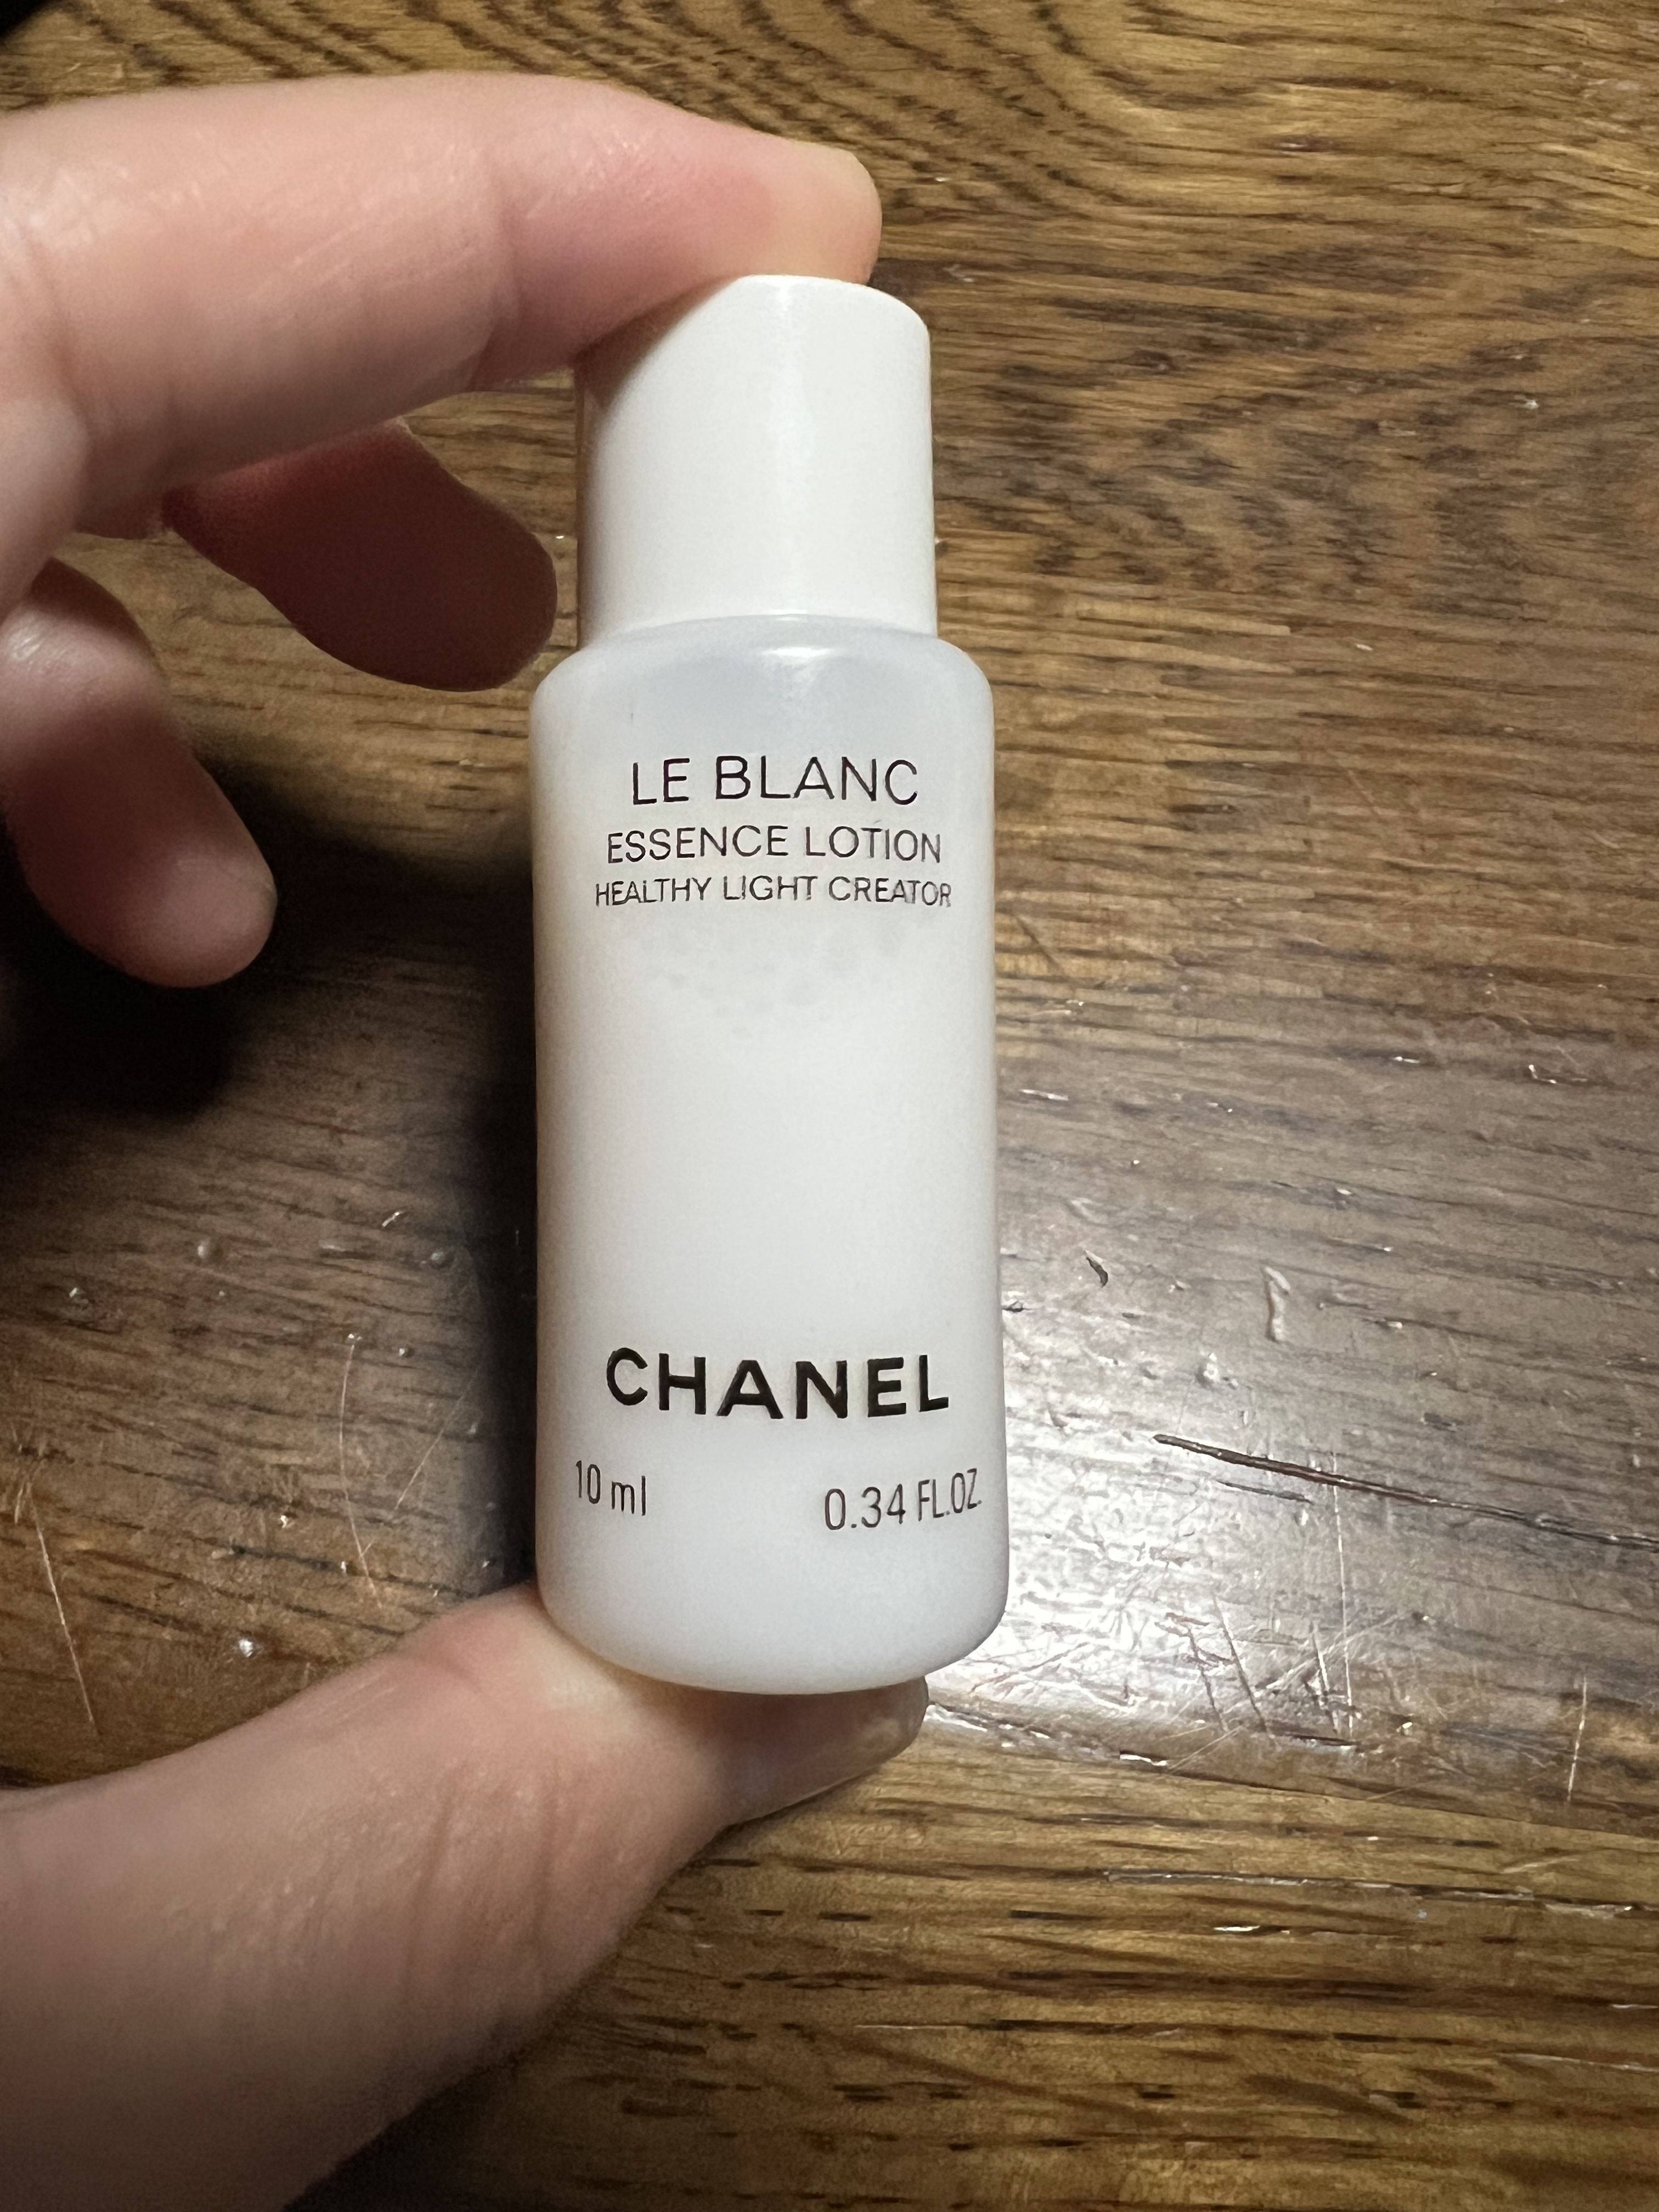 LE BLANC
ESSENCE LOTION
HEALTHY LIGHT CREATOR
CHANEL
10 ml 0.34 FL.OZ.